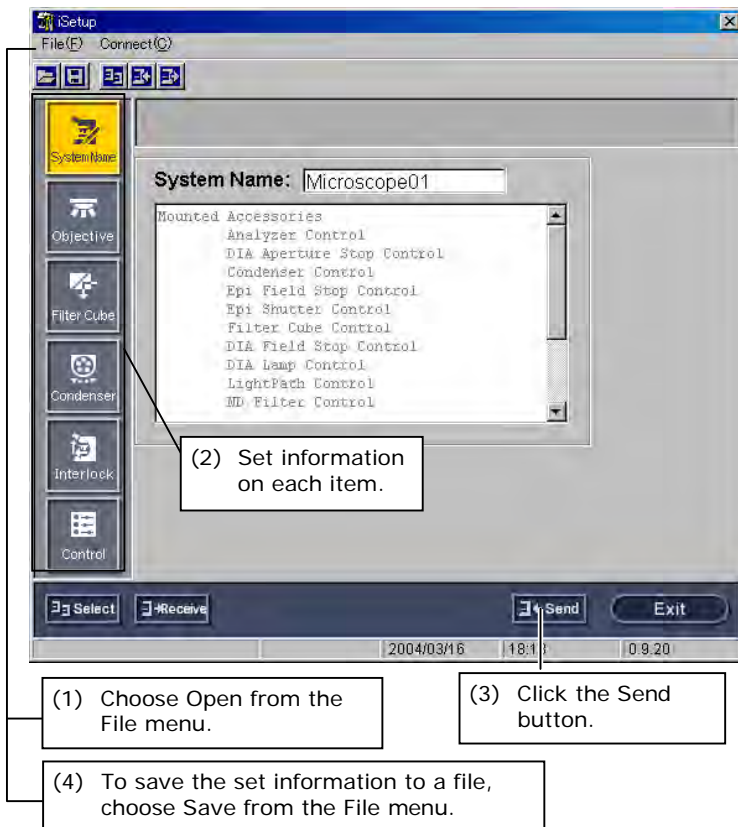 iSetup
File(F) Connect(C)
System Name
Objective
Filter Cube
Condenser
Interlock
Control
System Name: Microscope01
Mounted Accessories
Analyzer Control
DIA Aperture Stop Control
Condenser Control
Epi Field Stop Control
Epi Shutter Control
Filter Cube Control
DIA Field Stop Control
DIA Lamp Control
LightPath Control
ND Filter Control
(2) Set information
on each item.
Select Receive Send Exit
2004/03/16 0.9.20
(1) Choose Open from the
File menu.
(3) Click the Send
button.
(4) To save the set information to a file,
choose Save from the File menu.